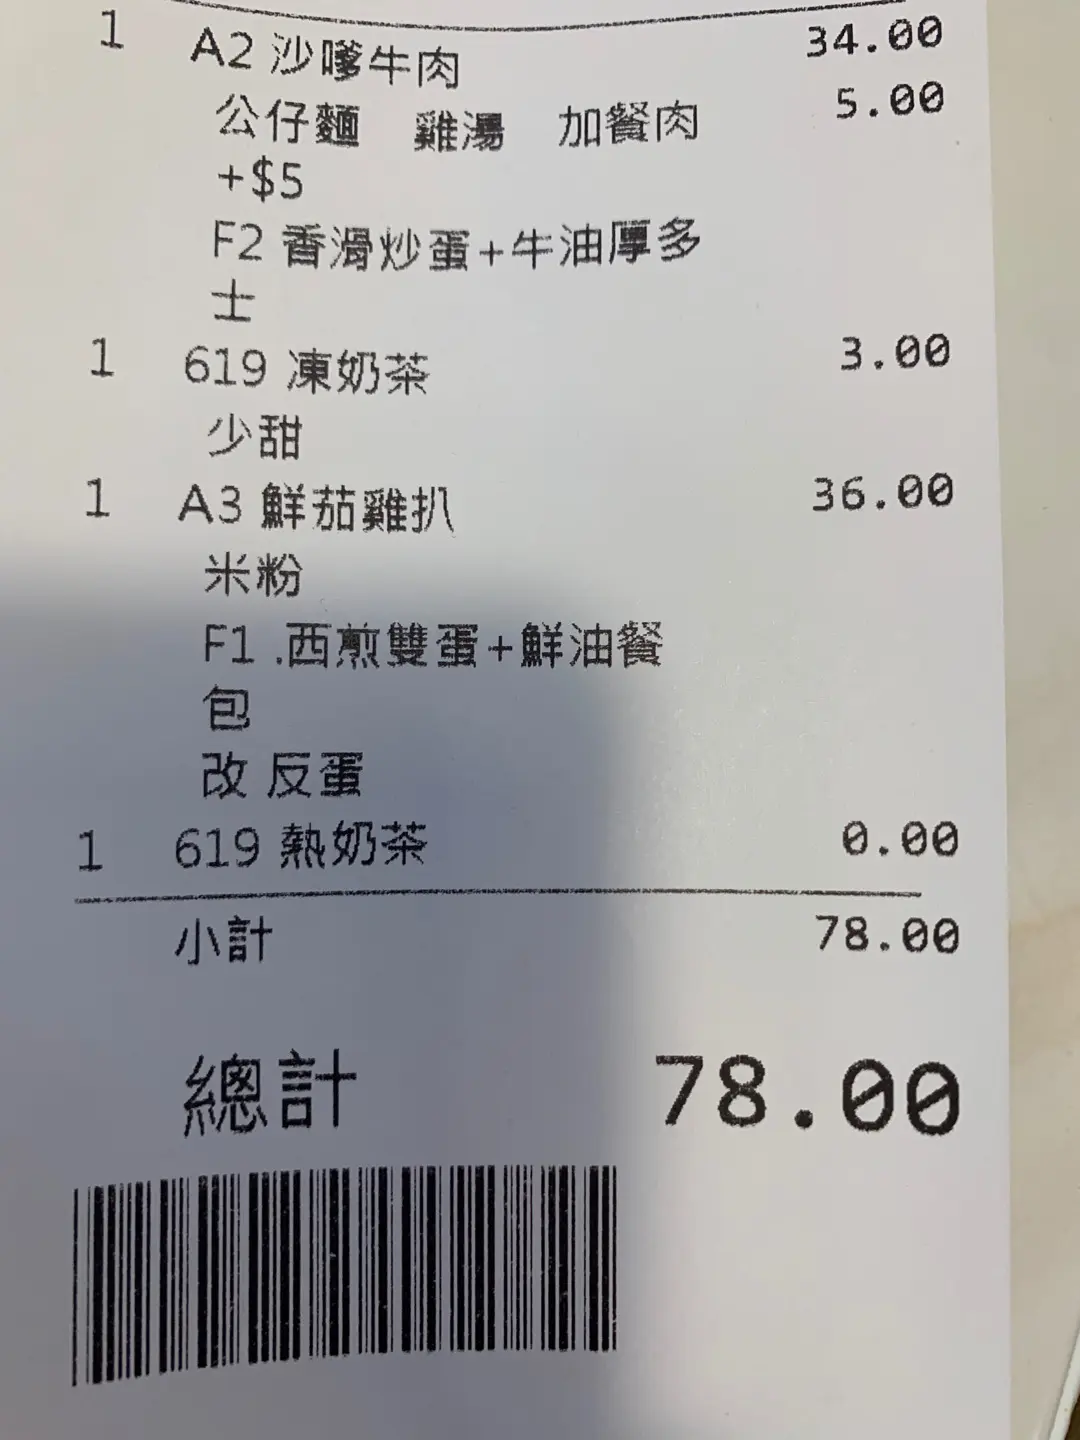 1 A2 沙嗲牛肉 34.00
公仔麵 雞湯 加餐肉 5.00
+$5
F2 香滑炒蛋+牛油厚多
士
1 619 凍奶茶 3.00
少甜
1 A3 鮮茄雞扒 36.00
米粉
F1 .西煎雙蛋+鮮油餐
包
改 反蛋
1 619 熱奶茶 0.00
小計 78.00
總計 78.00